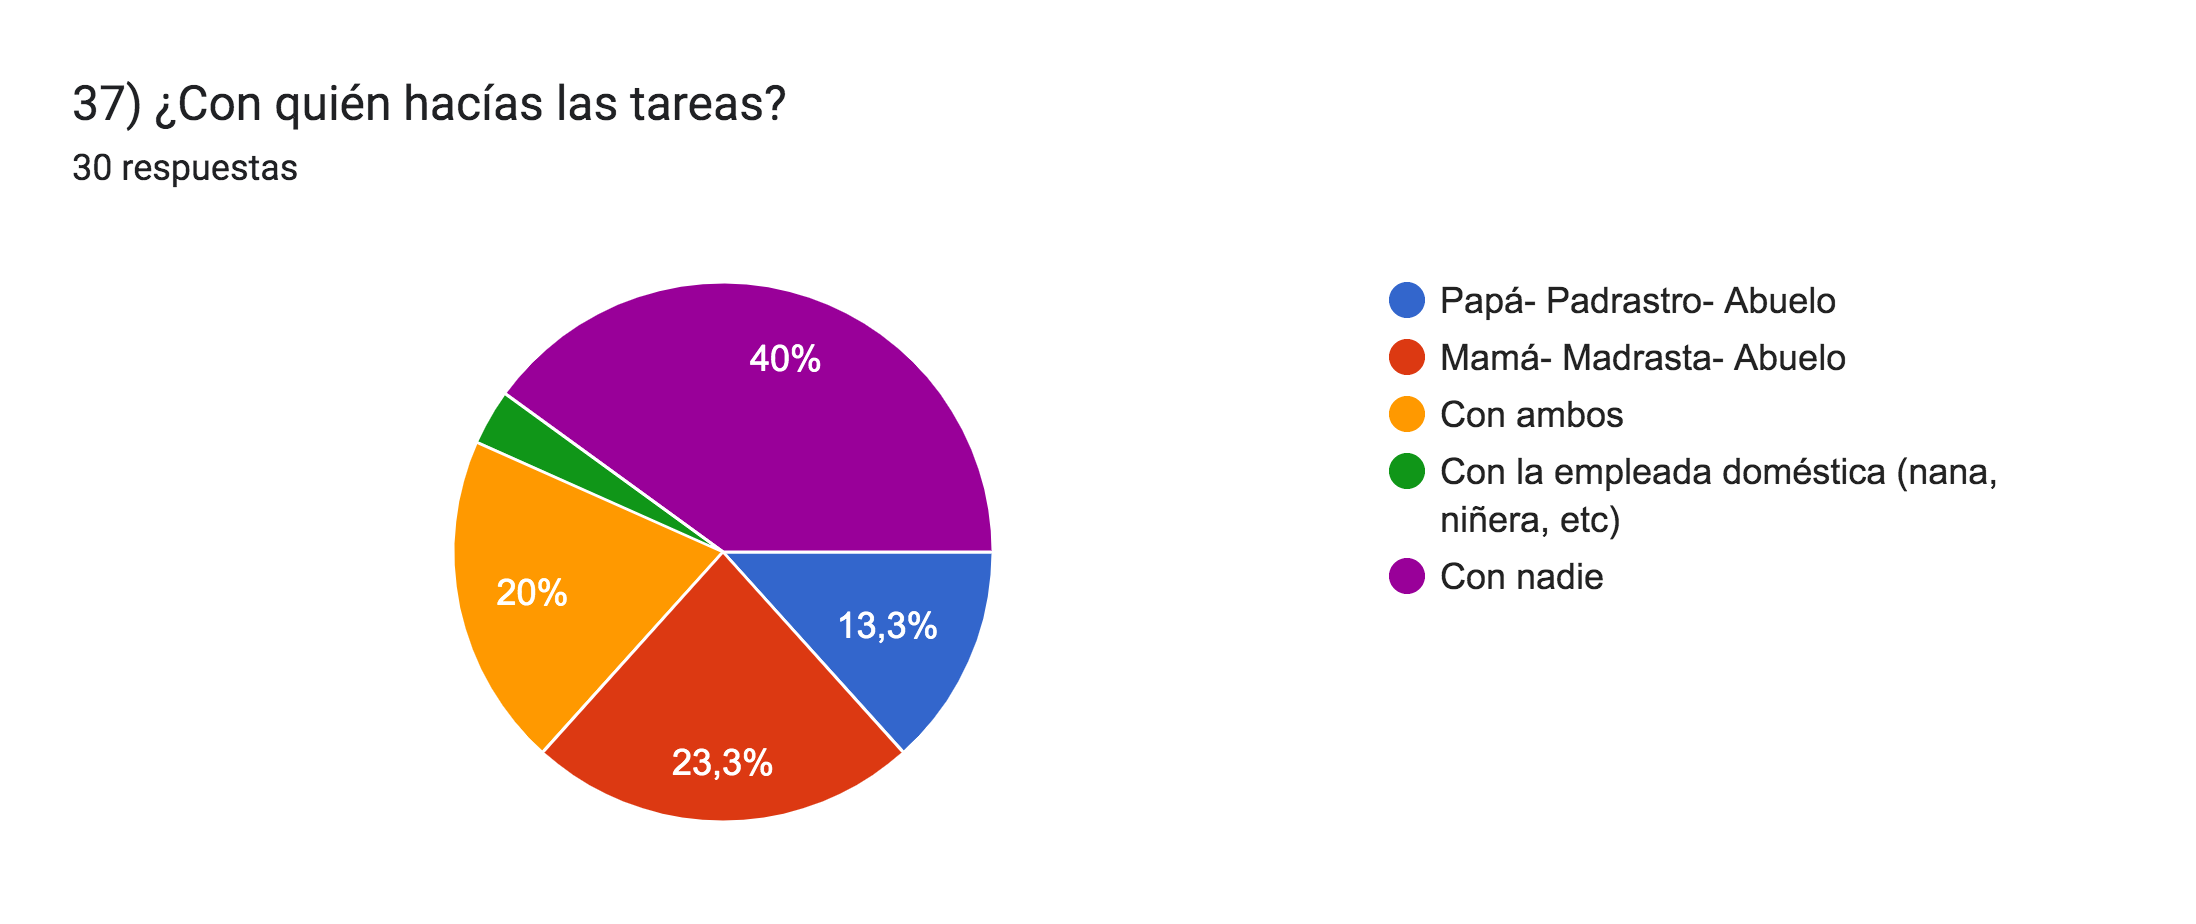 37) ¿Con quién hacías las tareas?
30 respuestas
40%
20%
13,3%
23,3%
Papá- Padrastro- Abuelo
Mamá- Madrasta- Abuelo
Con ambos
Con la empleada doméstica (nana,
niñera, etc)
Con nadie